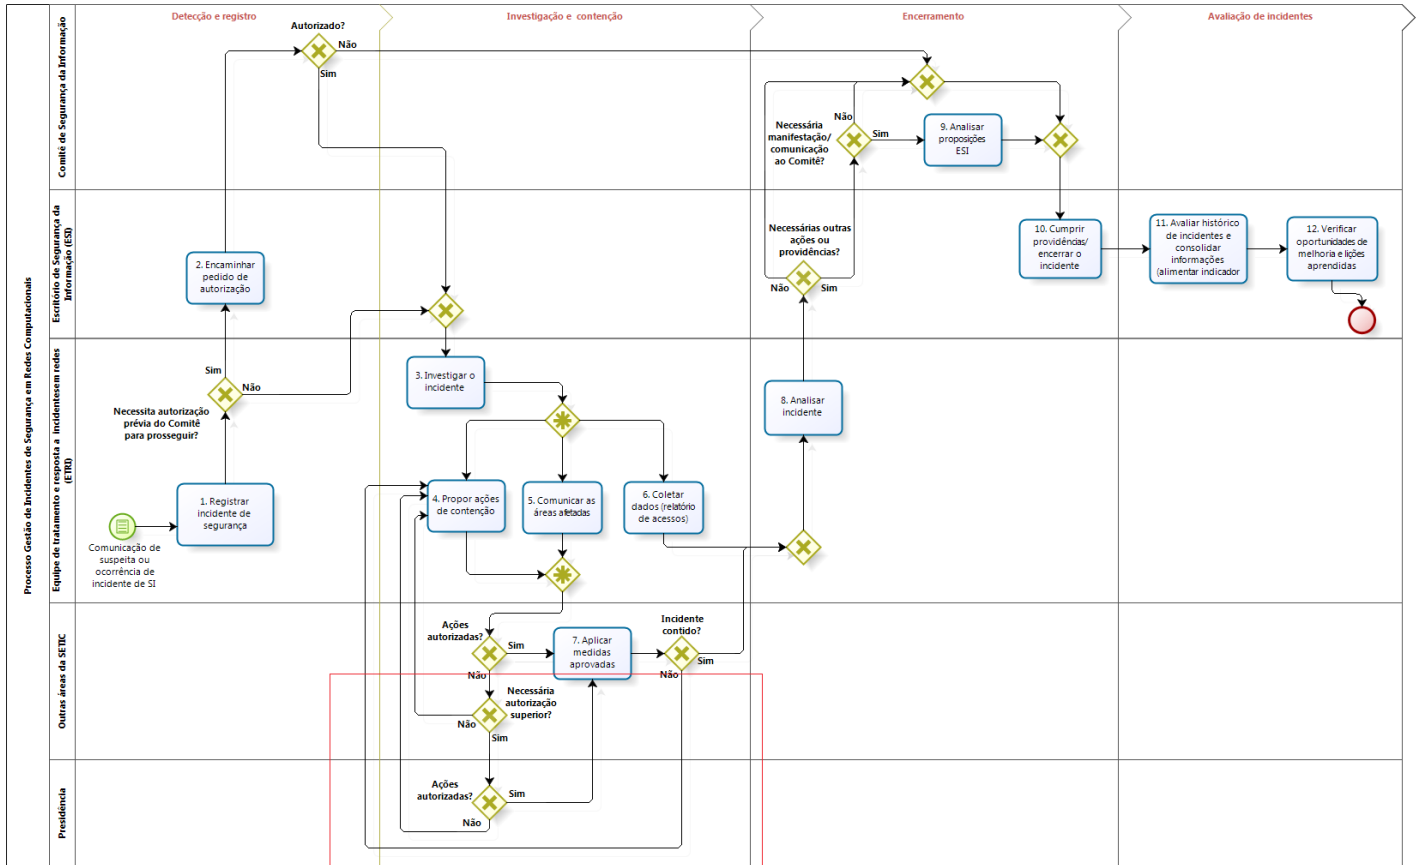 Detecção e registro
Investigação e contenção
Encerramento
Avaliação de incidentes
Processo Gestão de Incidentes de Segurança em Redes Computacionais
Comitê de Segurança da Informação
Autorizado?
Não
Sim
Necessária
manifestação/
comunicação
ao Comitê?
Não
Sim
9. Analisar
proposições
ESI
Escritório de Segurança da
Informação (ESI)
2. Encaminhar
pedido de
autorização
Necessárias outras
ações ou
providências?
Não
Sim
10. Cumprir
providências/
encerrar o
incidente
11. Avaliar histórico
de incidentes e
consolidar
informações
(alimentar indicador
12. Verificar
oportunidades de
melhoria e lições
aprendidas
Equipe de tratamento e resposta a incidentesem redes
(ETRI)
Sim
Não
Necessita autorização
prévia do Comitê
para prosseguir?
1. Registrar
incidente de
segurança
Comunicação de
suspeita ou
ocorrência de
incidente de SI
3. Investigar o
incidente
4. Propor ações
de contenção
5. Comunicar as
áreas afetadas
6. Coletar
dados (relatório
de acessos)
8. Analisar
incidente
Outras áreas da SETIC
Ações
autorizadas?
Sim
Não
7. Aplicar
medidas
aprovadas
Incidente
contido?
Sim
Não
Necessária
autorização
superior?
Não
Sim
Presidência
Ações
autorizadas?
Sim
Não